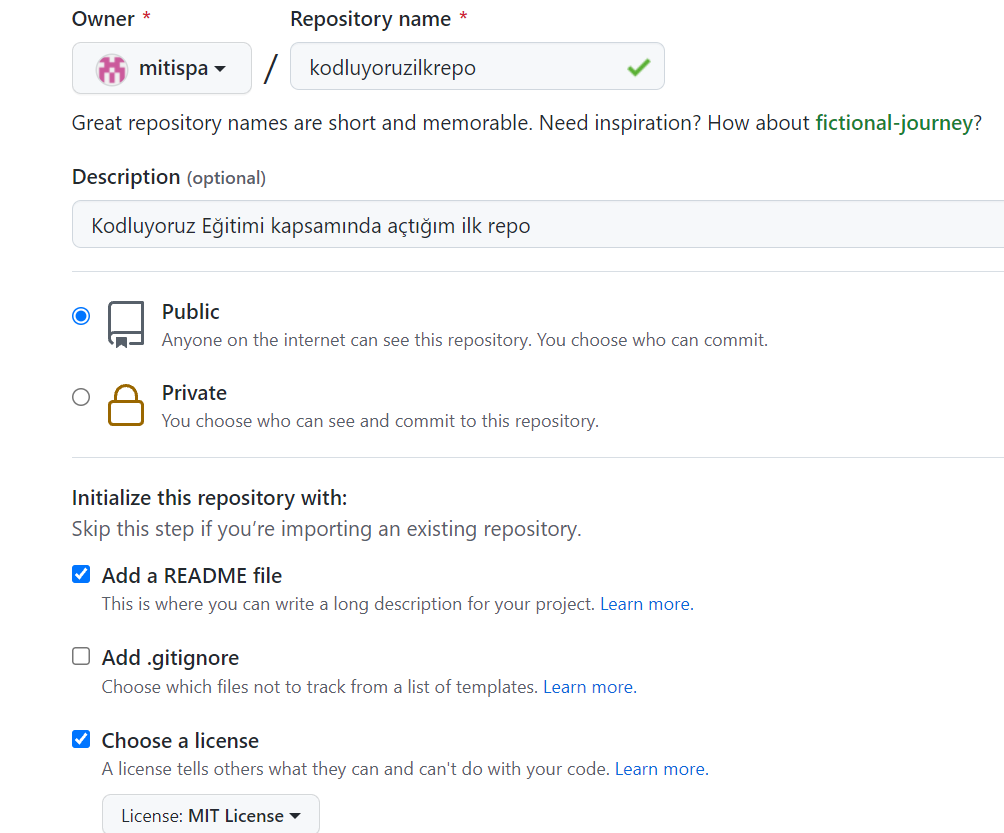 Owner * Repository name *
mitispa / kodluyoruzilkrepo
Great repository names are short and memorable. Need inspiration? How about fictional-journey?
Description (optional)
Kodluyoruz Eğitimi kapsamında açtığım ilk repo
Public
Anyone on the internet can see this repository. You choose who can commit.
Private
You choose who can see and commit to this repository.
Initialize this repository with:
Skip this step if you’re importing an existing repository.
Add a README file
This is where you can write a long description for your project. Learn more.
Add .gitignore
Choose which files not to track from a list of templates. Learn more.
Choose a license
A license tells others what they can and can't do with your code. Learn more.
License: MIT License